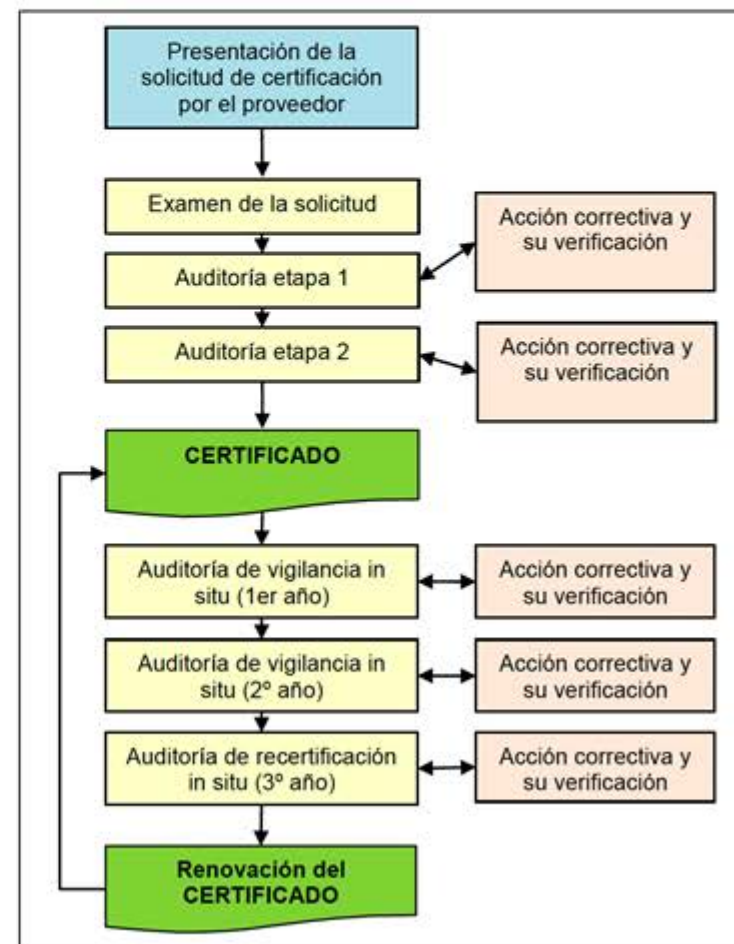 Presentación de la
solicitud de certificación
por el proveedor
Examen de la solicitud
Auditoría etapa 1
Acción correctiva y
su verificación
Auditoría etapa 2
Acción correctiva y
su verificación
CERTIFICADO
Auditoría de vigilancia in
situ (1er año)
Acción correctiva y
su verificación
Auditoría de vigilancia in
situ (2º año)
Acción correctiva y
su verificación
Auditoría de recertificación
in situ (3º año)
Acción correctiva y
su verificación
Renovación del
CERTIFICADO